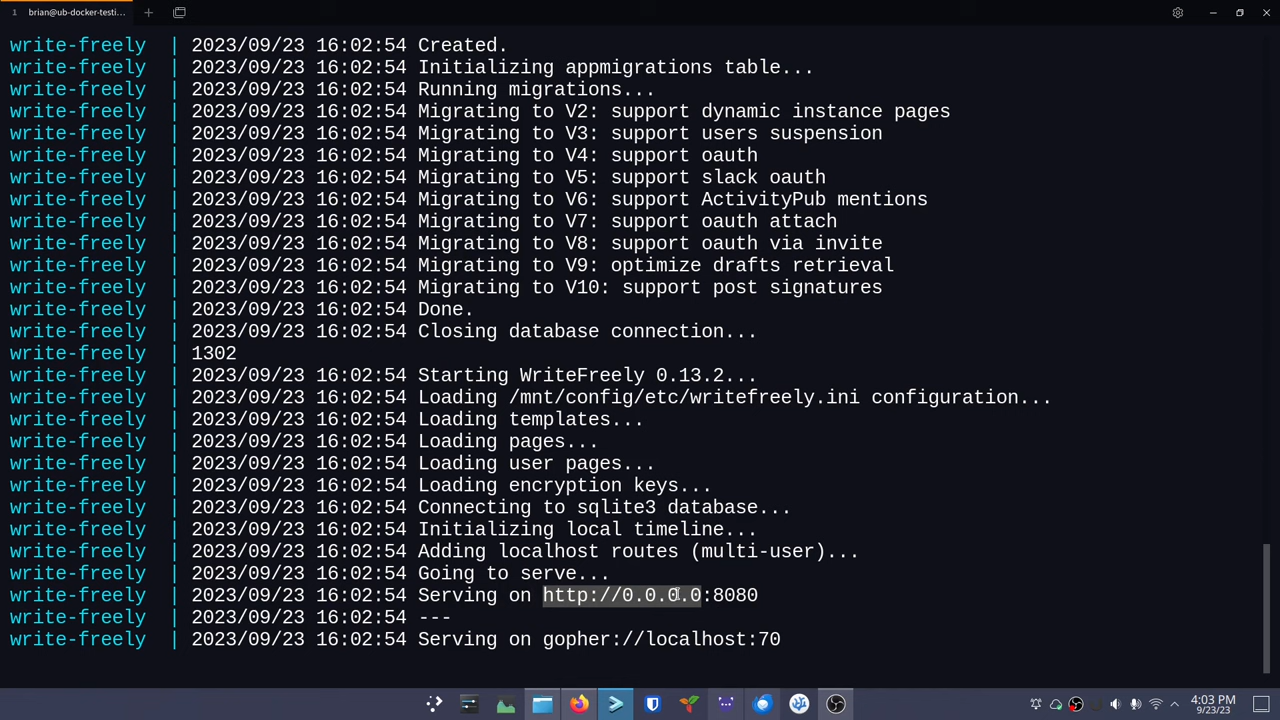 1 brian@ub-docker-testi...
write-freely | 2023/09/23 16:02:54 Created.
write-freely | 2023/09/23 16:02:54 Initializing appmigrations table...
write-freely | 2023/09/23 16:02:54 Running migrations...
write-freely | 2023/09/23 16:02:54 Migrating to V2: support dynamic instance pages
write-freely | 2023/09/23 16:02:54 Migrating to V3: support users suspension
write-freely | 2023/09/23 16:02:54 Migrating to V4: support oauth
write-freely | 2023/09/23 16:02:54 Migrating to V5: support slack oauth
write-freely | 2023/09/23 16:02:54 Migrating to V6: support ActivityPub mentions
write-freely | 2023/09/23 16:02:54 Migrating to V7: support oauth attach
write-freely | 2023/09/23 16:02:54 Migrating to V8: support oauth via invite
write-freely | 2023/09/23 16:02:54 Migrating to V9: optimize drafts retrieval
write-freely | 2023/09/23 16:02:54 Migrating to V10: support post signatures
write-freely | 2023/09/23 16:02:54 Done.
write-freely | 2023/09/23 16:02:54 Closing database connection...
write-freely | 1302
write-freely | 2023/09/23 16:02:54 Starting WriteFreely 0.13.2...
write-freely | 2023/09/23 16:02:54 Loading /mnt/config/etc/writefreely.ini configuration...
write-freely | 2023/09/23 16:02:54 Loading templates...
write-freely | 2023/09/23 16:02:54 Loading pages...
write-freely | 2023/09/23 16:02:54 Loading user pages...
write-freely | 2023/09/23 16:02:54 Loading encryption keys...
write-freely | 2023/09/23 16:02:54 Connecting to sqlite3 database...
write-freely | 2023/09/23 16:02:54 Initializing local timeline...
write-freely | 2023/09/23 16:02:54 Adding localhost routes (multi-user)...
write-freely | 2023/09/23 16:02:54 Going to serve...
write-freely | 2023/09/23 16:02:54 Serving on http://0.0.0.0:8080
write-freely | 2023/09/23 16:02:54 ---
write-freely | 2023/09/23 16:02:54 Serving on gopher://localhost:70
4:03 PM
9/23/23